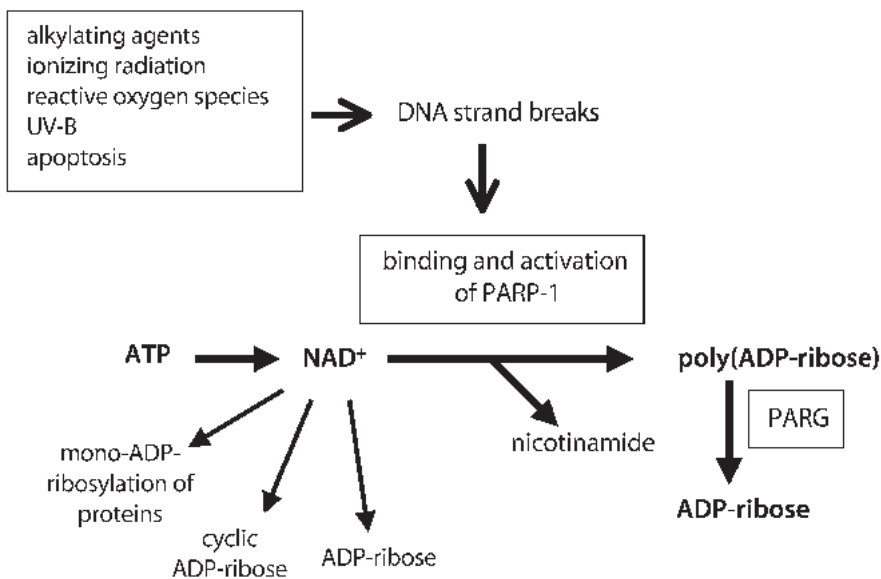 alkylating agents
ionizing radiation
reactive oxygen species
UV-B
apoptosis
DNA strand breaks
binding and activation
of PARP-1
ATP
NAD⁺
poly(ADP-ribose)
nicotinamide
PARG
mono-ADP-
ribosylation of
proteins
cyclic
ADP-ribose
ADP-ribose
ADP-ribose